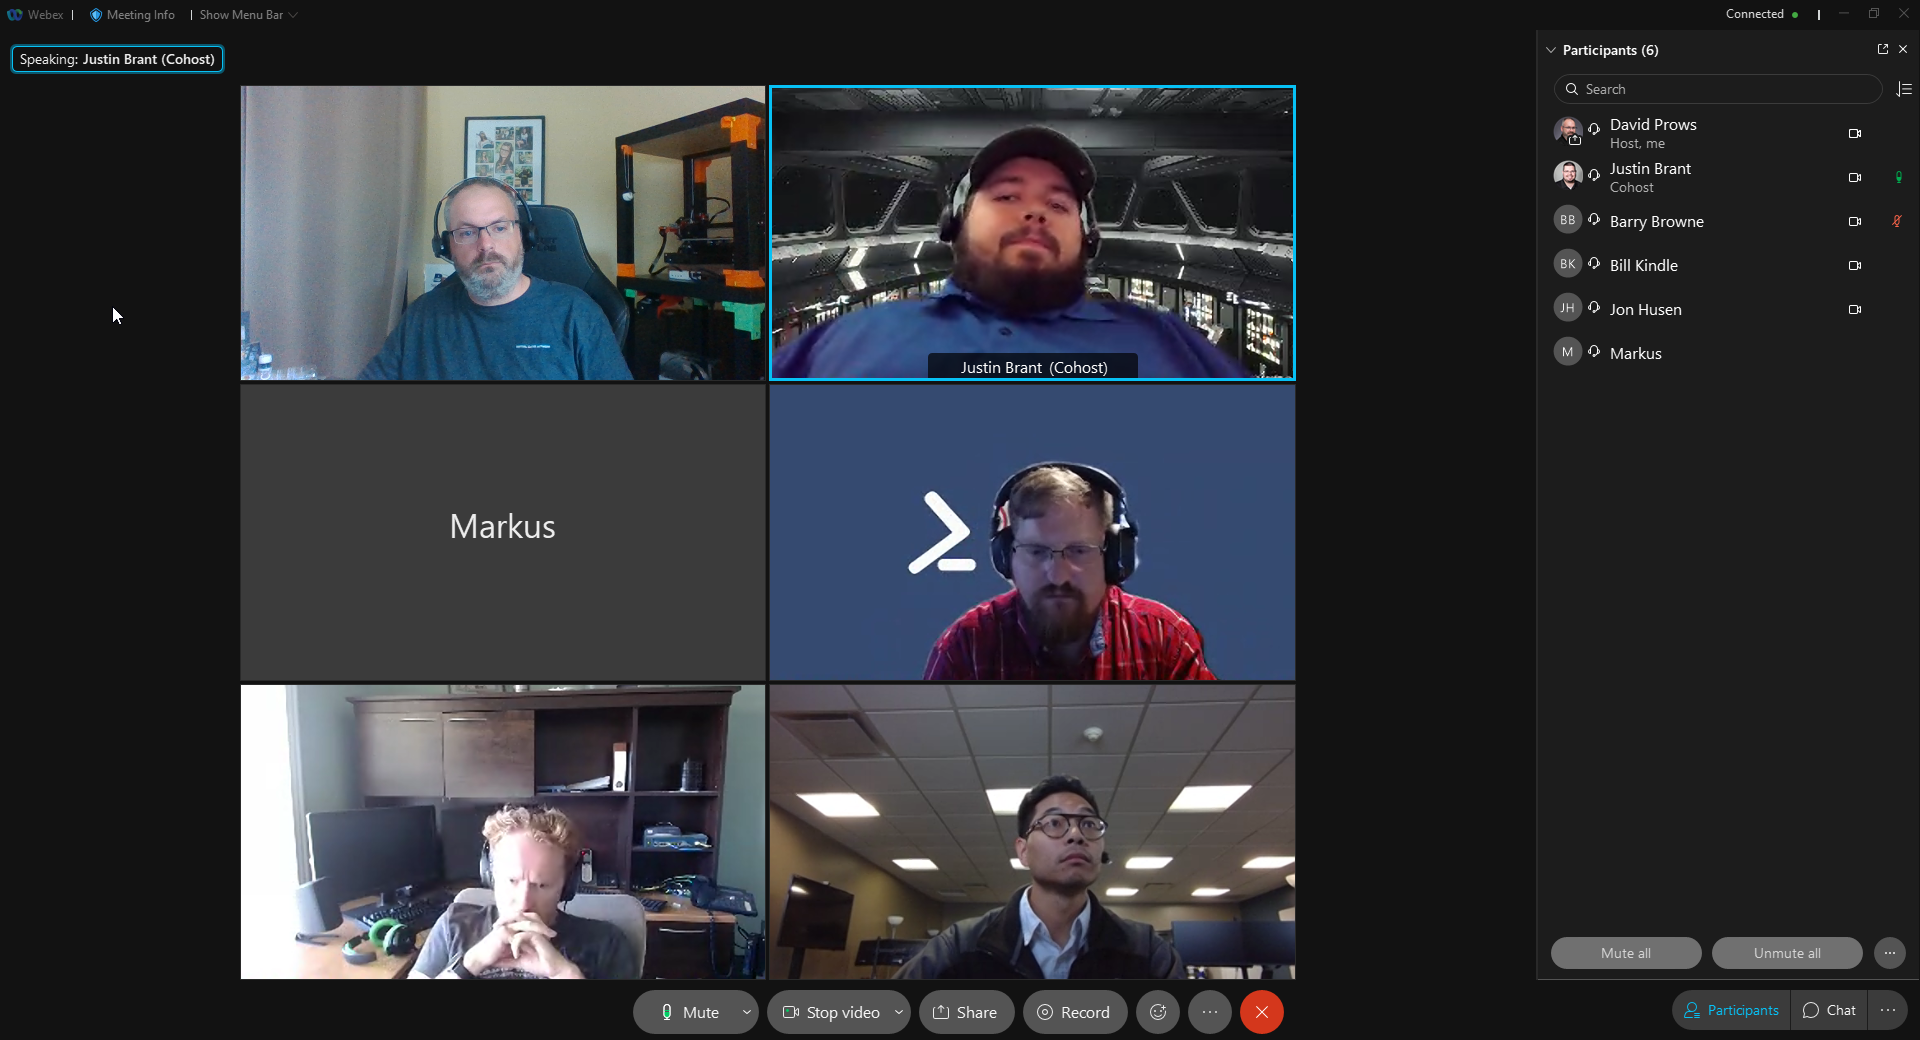 Webex
Meeting Info
Show Menu Bar
Connected
Speaking: Justin Brant (Cohost)
Justin Brant (Cohost)
Markus
Participants (6)
Search
David Prows
Host, me
Justin Brant
Cohost
BB
Barry Browne
BK
Bill Kindle
JH
Jon Husen
M
Markus
Mute all
Unmute all
Mute
Stop video
Share
Record
Participants
Chat